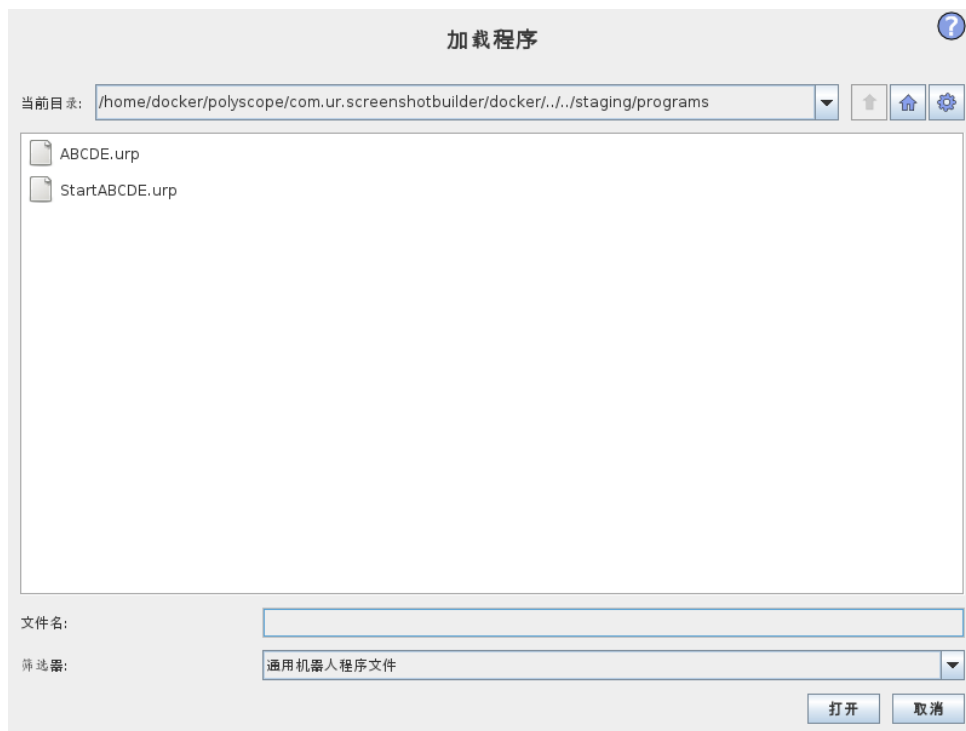 加载程序
?
当前目录: /home/docker/polyscope/com.ur.screenshotbuilder/docker/../../staging/programs
ABCDE.urp
StartABCDE.urp
文件名:
筛选器: 通用机器人程序文件
打开 取消